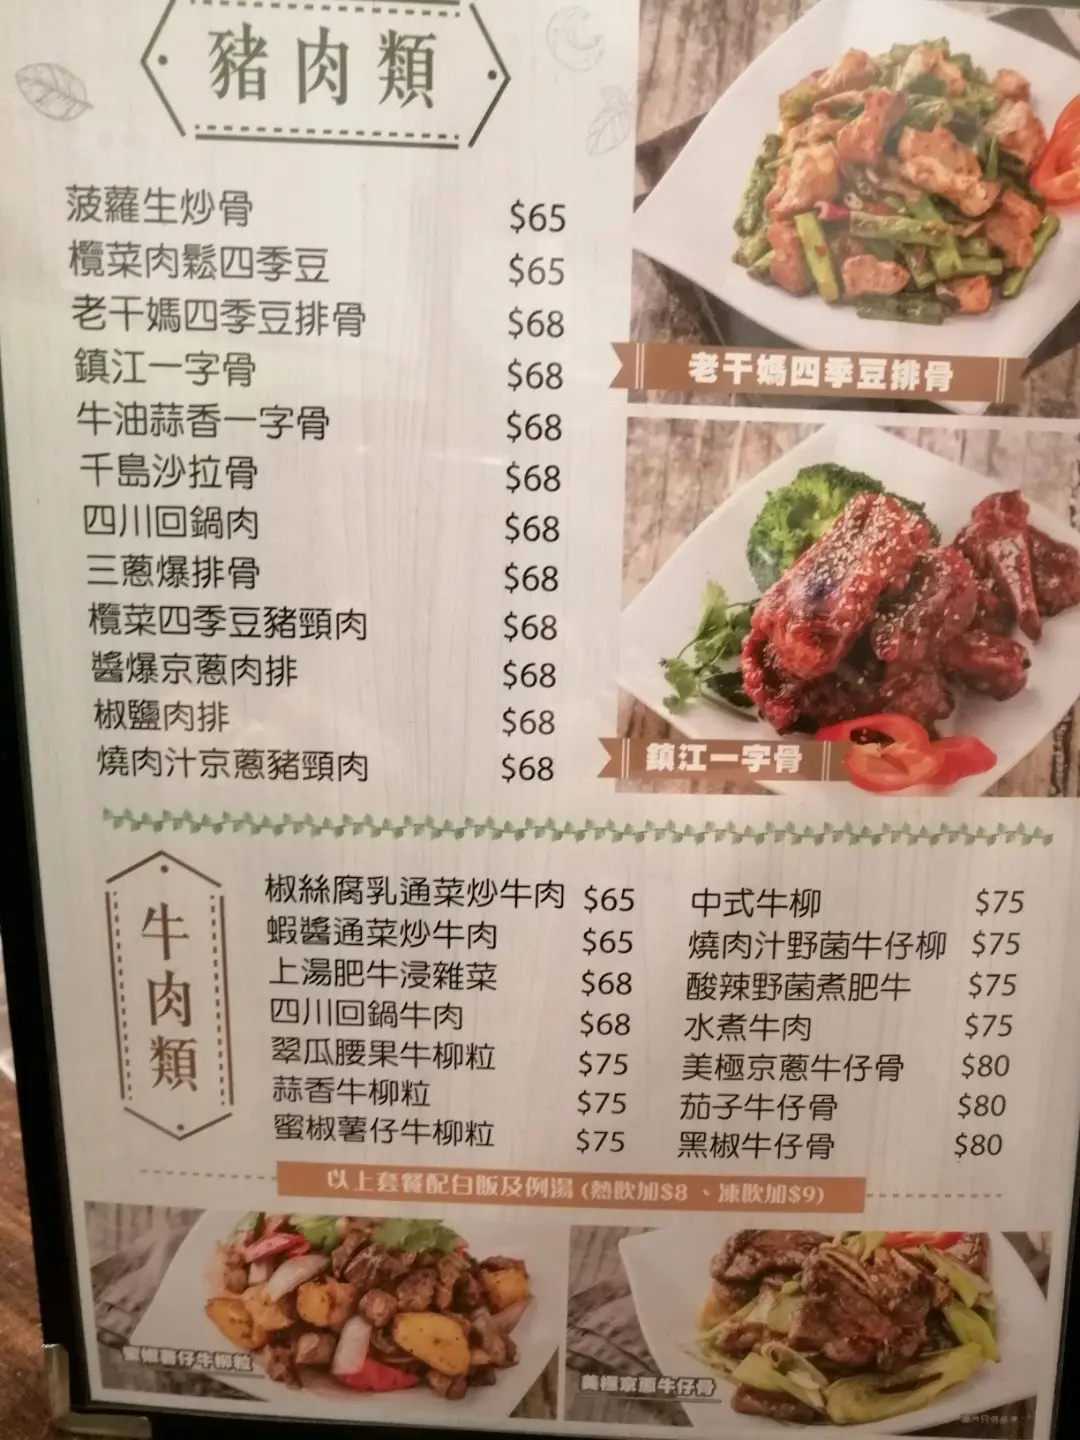 豬肉類
菠蘿生炒骨 $65
欖菜肉鬆四季豆 $65
老干媽四季豆排骨 $68
鎮江一字骨 $68
牛油蒜香一字骨 $68
千島沙拉骨 $68
四川回鍋肉 $68
三蔥爆排骨 $68
欖菜四季豆豬頸肉 $68
醬爆京蔥肉排 $68
椒鹽肉排 $68
燒肉汁京蔥豬頸肉 $68
老干媽四季豆排骨
鎮江一字骨
牛肉類
椒絲腐乳通菜炒牛肉 $65
蝦醬通菜炒牛肉 $65
上湯肥牛浸雜菜 $68
四川回鍋牛肉 $68
翠瓜腰果牛柳粒 $75
蒜香牛柳粒 $75
蜜椒薯仔牛柳粒 $75
中式牛柳 $75
燒肉汁野菌牛仔柳 $75
酸辣野菌煮肥牛 $75
水煮牛肉 $75
美極京蔥牛仔骨 $80
茄子牛仔骨 $80
黑椒牛仔骨 $80
以上套餐配白飯及例湯 (熱飲加$8 、凍飲加$9)
蜜椒薯仔牛柳粒
美極京蔥牛仔骨